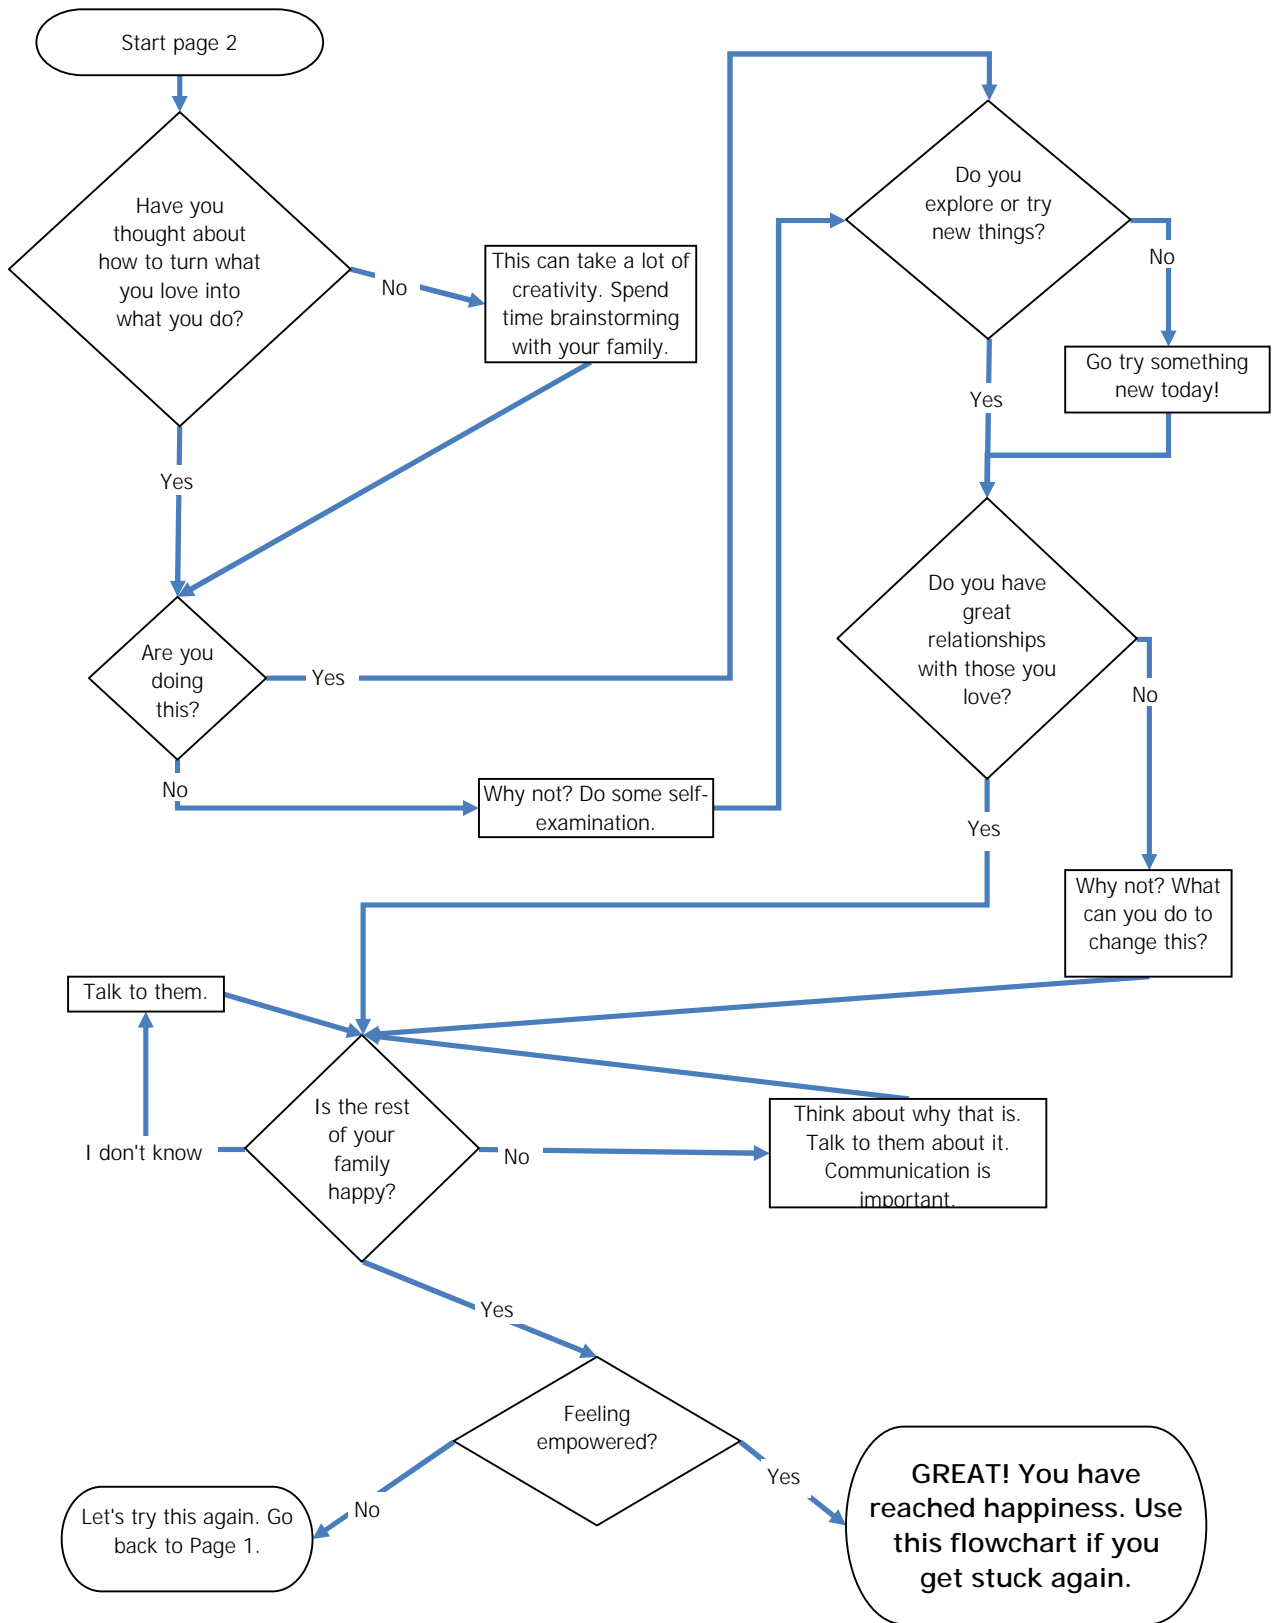 Start page 2
Have you
thought about
how to turn what
you love into
what you do?
No
This can take a lot of
creativity. Spend
time brainstorming
with your family.
Yes
Are you
doing
this?
Yes
No
Why not? Do some self-
examination.
Do you
explore or try
new things?
No
Go try something
new today!
Yes
Do you have
great
relationships
with those you
love?
No
Why not? What
can you do to
change this?
Yes
Talk to them.
I don't know
Is the rest
of your
family
happy?
No
Think about why that is.
Talk to them about it.
Communication is
important.
Yes
Feeling
empowered?
No
Let's try this again. Go
back to Page 1.
Yes
GREAT! You have
reached happiness. Use
this flowchart if you
get stuck again.